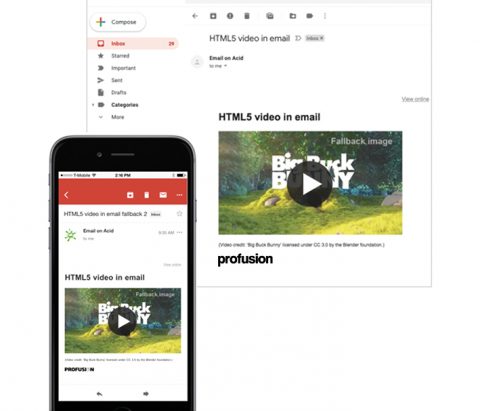 Compose
Inbox 29
Starred
Important
Sent
Drafts
Categories
More
HTML5 video in email Inbox x
Email on Acid
to me
View online
HTML5 video in email
Fallback image
Big Buck
BUNNY
(Video credit: 'Big Buck Bunny' licensed under CC 3.0 by the Blender foundation.)
profusion
T-Mobile 2:16 PM
HTML5 video in email fallback 2 Inbox
Email on Acid 9:35 AM
to me
View online
HTML5 video in email
Fallback image
Big Buck
BUNNY
(Video credit: 'Big Buck Bunny' licensed under CC 3.0 by the Blender foundation.)
PROFUSION